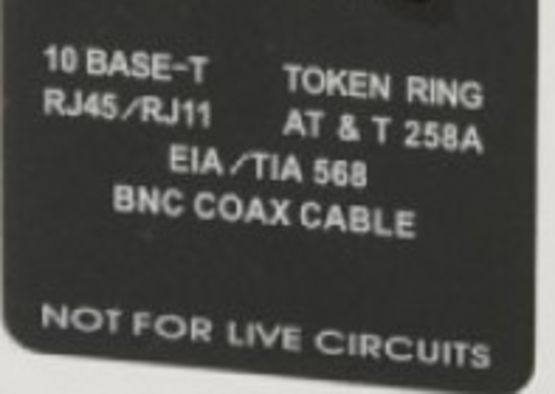 10 BASE-T TOKEN RING
RJ45/RJ11 AT & T 258A
EIA/TIA 568
BNC COAX CABLE
NOT FOR LIVE CIRCUITS